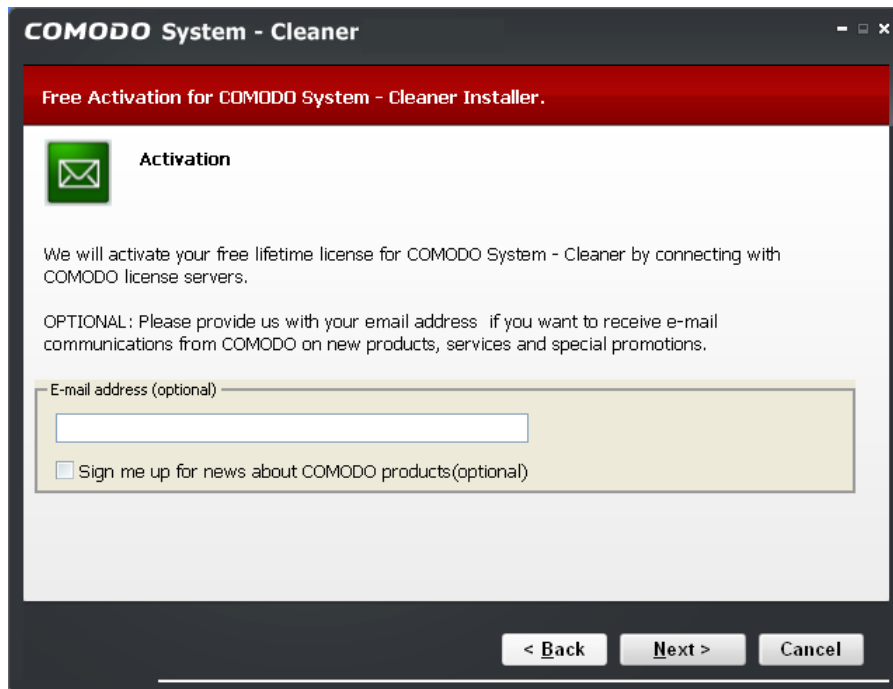 COMODO System - Cleaner
Free Activation for COMODO System - Cleaner Installer.
Activation
We will activate your free lifetime license for COMODO System - Cleaner by connecting with
COMODO license servers.
OPTIONAL: Please provide us with your email address  if you want to receive e-mail
communications from COMODO on new products, services and special promotions.
E-mail address (optional)
Sign me up for news about COMODO products(optional)
< Back
Next >
Cancel